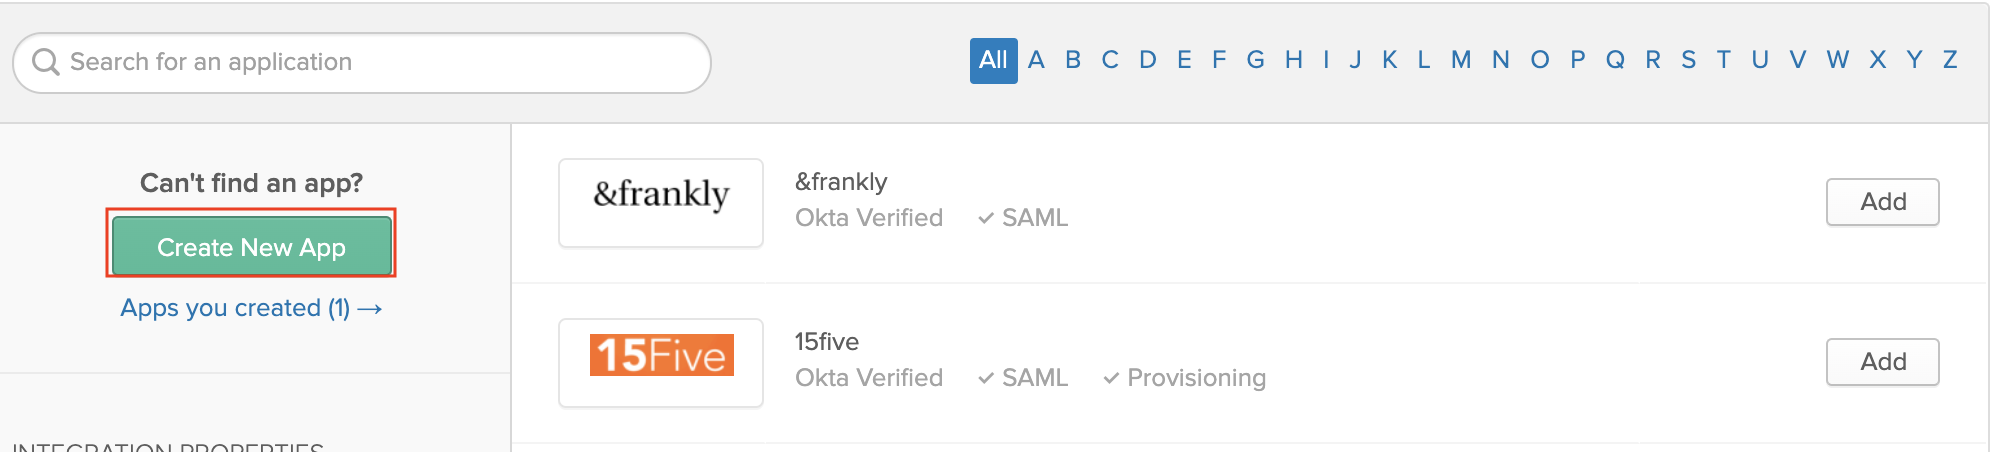 Search for an application
All A B C D E F G H I J K L M N O P Q R S T U V W X Y Z
Can't find an app?
Create New App
Apps you created (1) →
INTEGRATION PROPERTIES
&frankly
&frankly
Okta Verified ✓ SAML
Add
15Five
15five
Okta Verified ✓ SAML ✓ Provisioning
Add